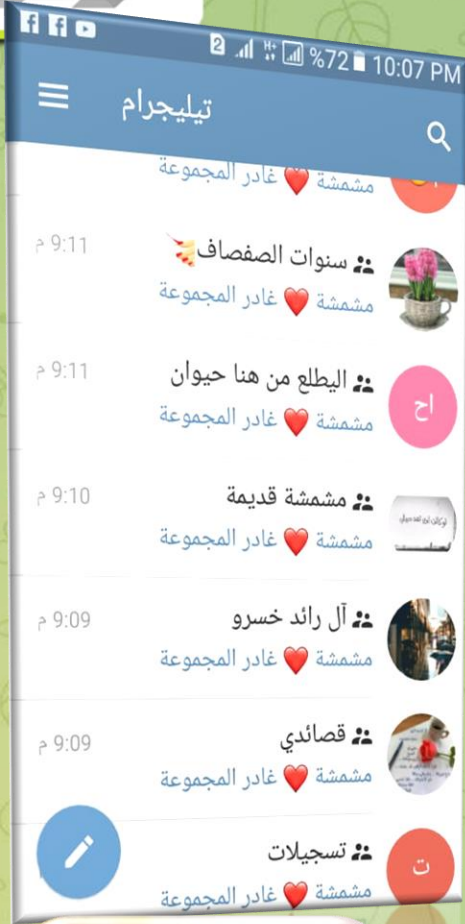 2 H+ %72 10:07 PM
تيليجرام
مشمشة ❤️ غادر المجموعة
سنوات الصفصاف💅
9:11 م
مشمشة ❤️ غادر المجموعة
اليطلع من هنا حيوان
9:11 م
اح
مشمشة ❤️ غادر المجموعة
مشمشة قديمة
9:10 م
مشمشة ❤️ غادر المجموعة
آل رائد خسرو
9:09 م
مشمشة ❤️ غادر المجموعة
قصائدي
9:09 م
مشمشة ❤️ غادر المجموعة
تسجيلات
ت
مشمشة ❤️ غادر المجموعة